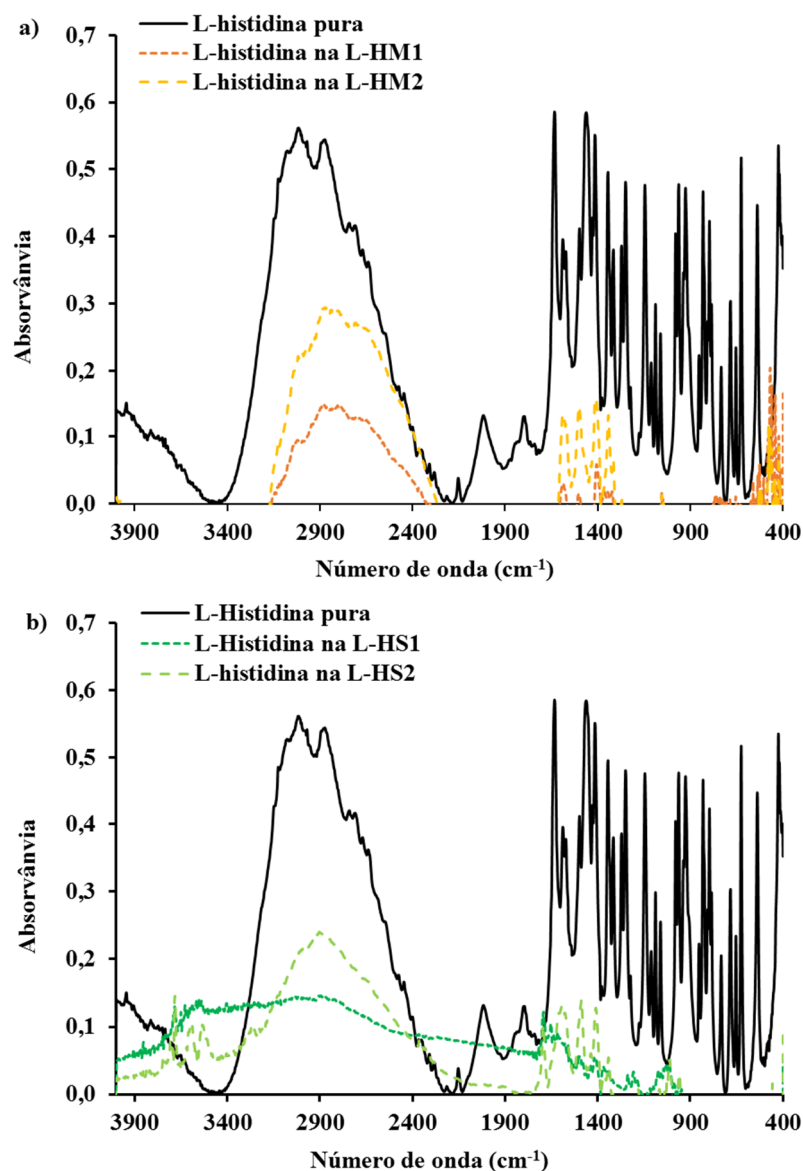 a)
L-histidina pura
L-histidina na L-HM1
L-histidina na L-HM2
0,7
0,6
0,5
0,4
0,3
0,2
0,1
0,0
Absorvânvia
3900 3400 2900 2400 1900 1400 900 400
Número de onda (cm-1)
b)
L-Histidina pura
L-Histidina na L-HS1
L-histidina na L-HS2
0,7
0,6
0,5
0,4
0,3
0,2
0,1
0,0
Absorvânvia
3900 3400 2900 2400 1900 1400 900 400
Número de onda (cm-1)